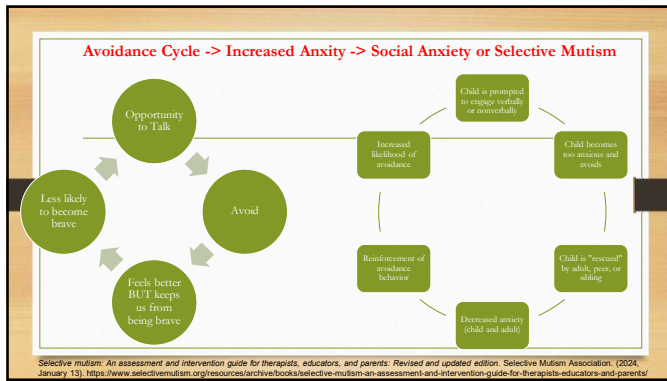 Avoidance Cycle -> Increased Anxity -> Social Anxiety or Selective Mutism
Opportunity
to Talk
Avoid
Feels better
BUT keeps
us from
being brave
Less likely
to become
brave
Child is prompted
to engage verbally
or nonverbally
Child becomes
too anxious and
avoids
Child is "rescued"
by adult, peer, or
sibling
Decreased anxiety
(child and adult)
Reinforcement of
avoidance
behavior
Increased
likelihood of
avoidance
Selective mutism: An assessment and intervention guide for therapists, educators, and parents: Revised and updated edition. Selective Mutism Association. (2024,
January 13). https://www.selectivemutism.org/resources/archive/books/selective-mutism-an-assessment-and-intervention-guide-for-therapists-educators-and-parents/